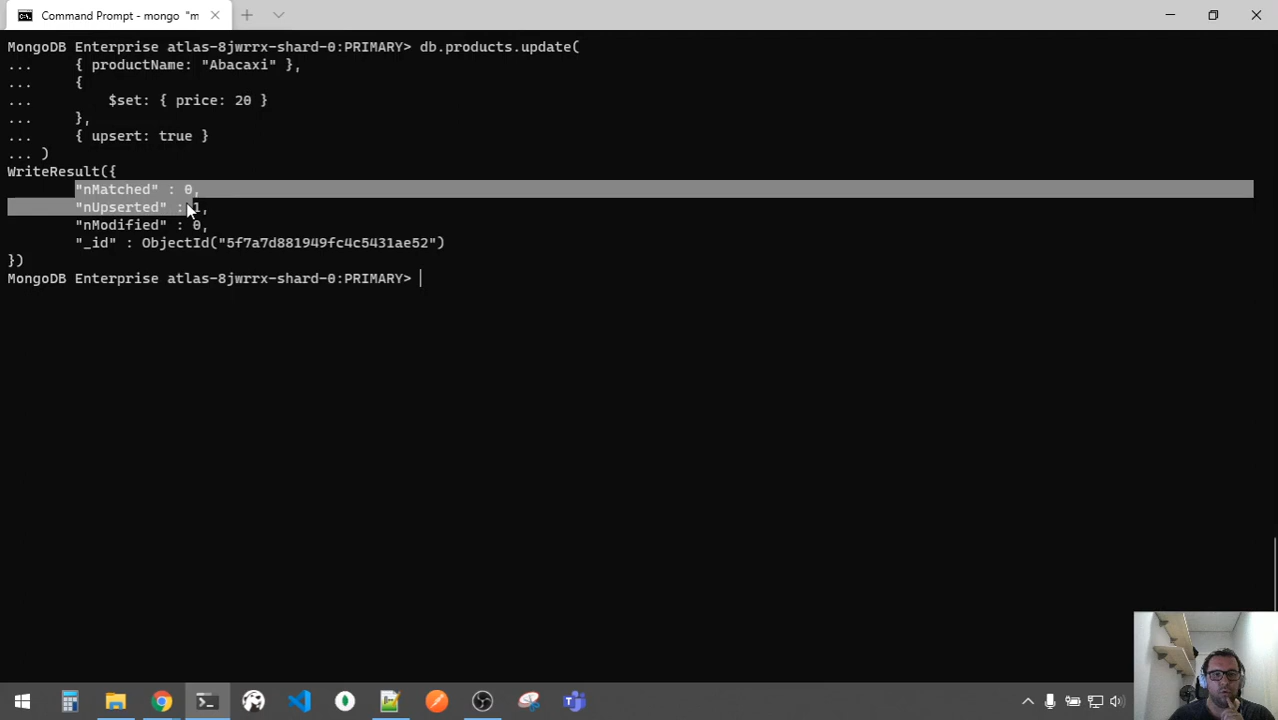 Command Prompt - mongo "m
MongoDB Enterprise atlas-8jwrrx-shard-0:PRIMARY> db.products.update(
... { productName: "Abacaxi" },
... {
... $set: { price: 20 }
... },
... { upsert: true }
... )
WriteResult({
"nMatched" : 0,
"nUpserted" : 1,
"nModified" : 0,
"_id" : ObjectId("5f7a7d881949fc4c5431ae52")
})
MongoDB Enterprise atlas-8jwrrx-shard-0:PRIMARY>